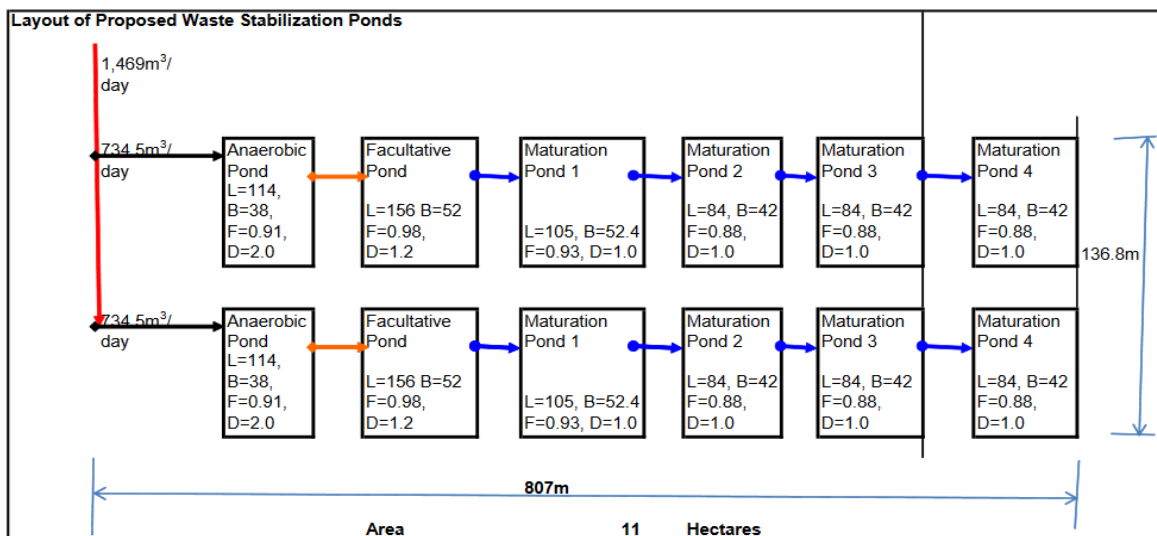 Layout of Proposed Waste Stabilization Ponds
1,469m³/
day
734.5m³/
day
Anaerobic
Pond
L=114,
B=38,
F=0.91,
D=2.0
Facultative
Pond
L=156 B=52
F=0.98,
D=1.2
Maturation
Pond 1
L=105, B=52.4
F=0.93, D=1.0
Maturation
Pond 2
L=84, B=42
F=0.88,
D=1.0
Maturation
Pond 3
L=84, B=42
F=0.88,
D=1.0
Maturation
Pond 4
L=84, B=42
F=0.88,
D=1.0
136.8m
734.5m³/
day
Anaerobic
Pond
L=114,
B=38,
F=0.91,
D=2.0
Facultative
Pond
L=156 B=52
F=0.98,
D=1.2
Maturation
Pond 1
L=105, B=52.4
F=0.93, D=1.0
Maturation
Pond 2
L=84, B=42
F=0.88,
D=1.0
Maturation
Pond 3
L=84, B=42
F=0.88,
D=1.0
Maturation
Pond 4
L=84, B=42
F=0.88,
D=1.0
807m
Area 11 Hectares